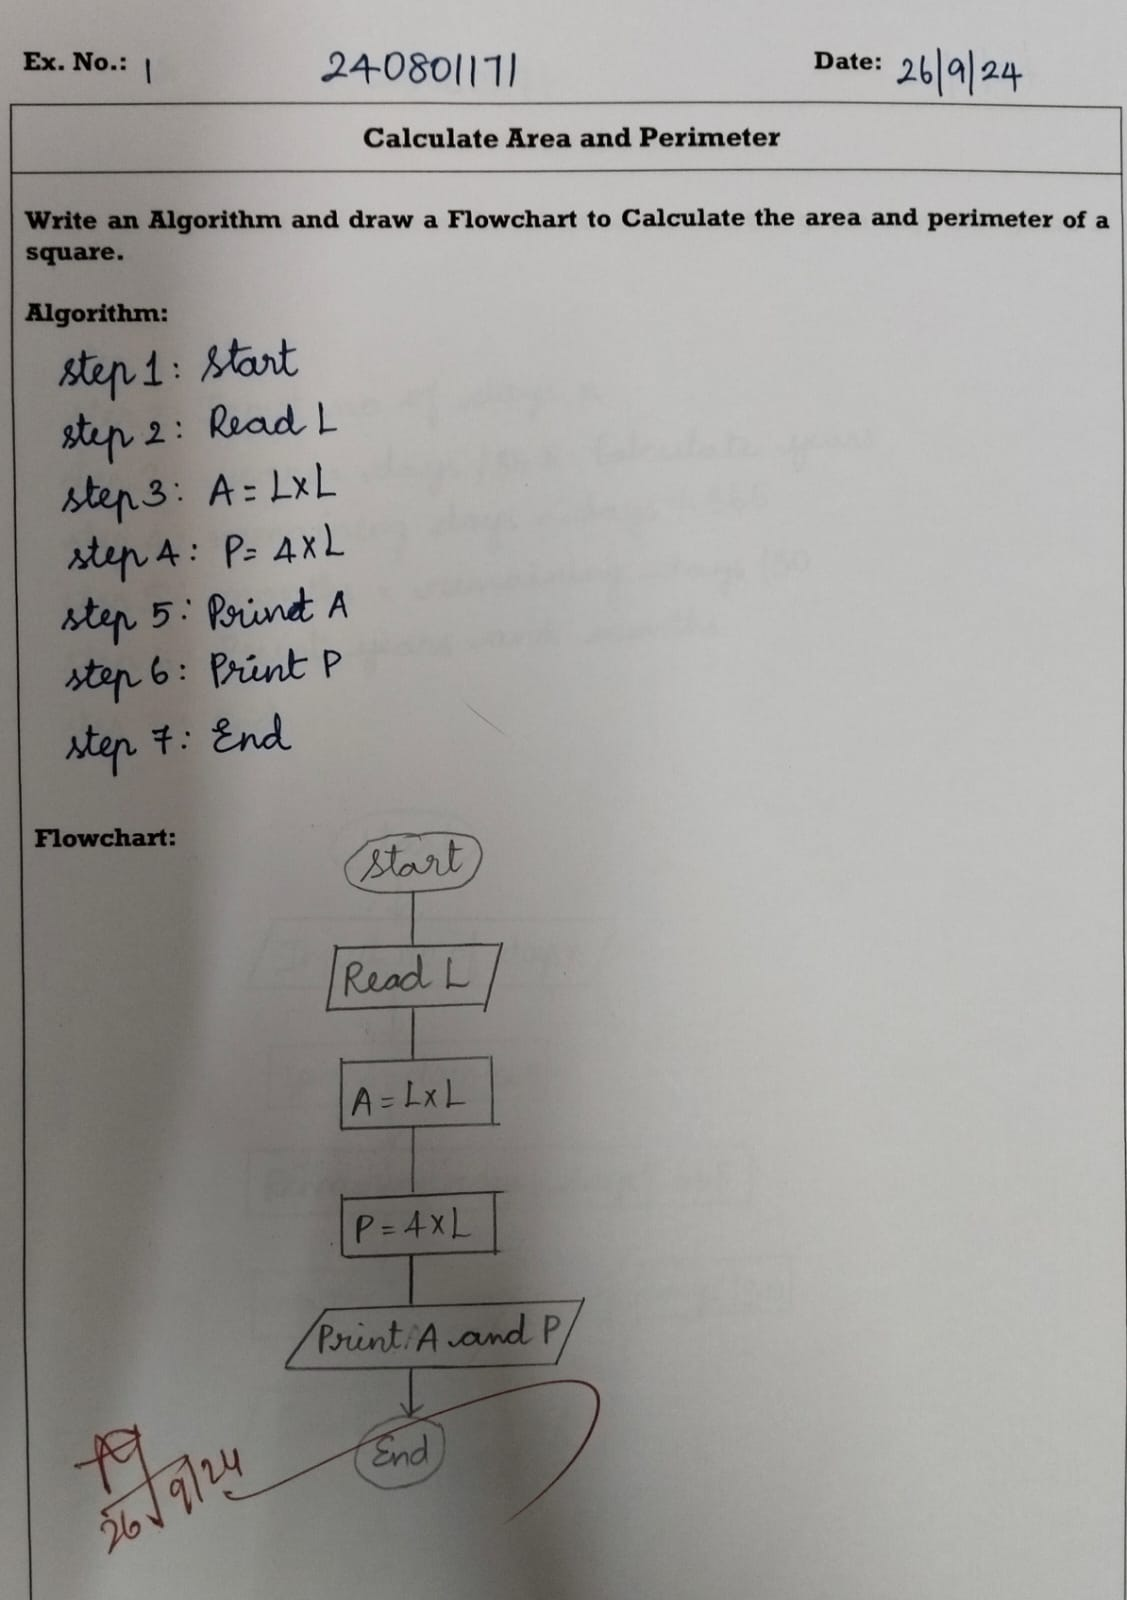 Ex. No.: 1 240801171 Date: 26/9/24
Calculate Area and Perimeter
Write an Algorithm and draw a Flowchart to Calculate the area and perimeter of a
square.
Algorithm:
step 1: Start
step 2: Read L
step 3: A = L×L
step 4: P = 4×L
step 5: Print A
step 6: Print P
step 7: End
Flowchart:
Start
Read L
A = L×L
P = 4×L
Print A and P
End
26/9/24